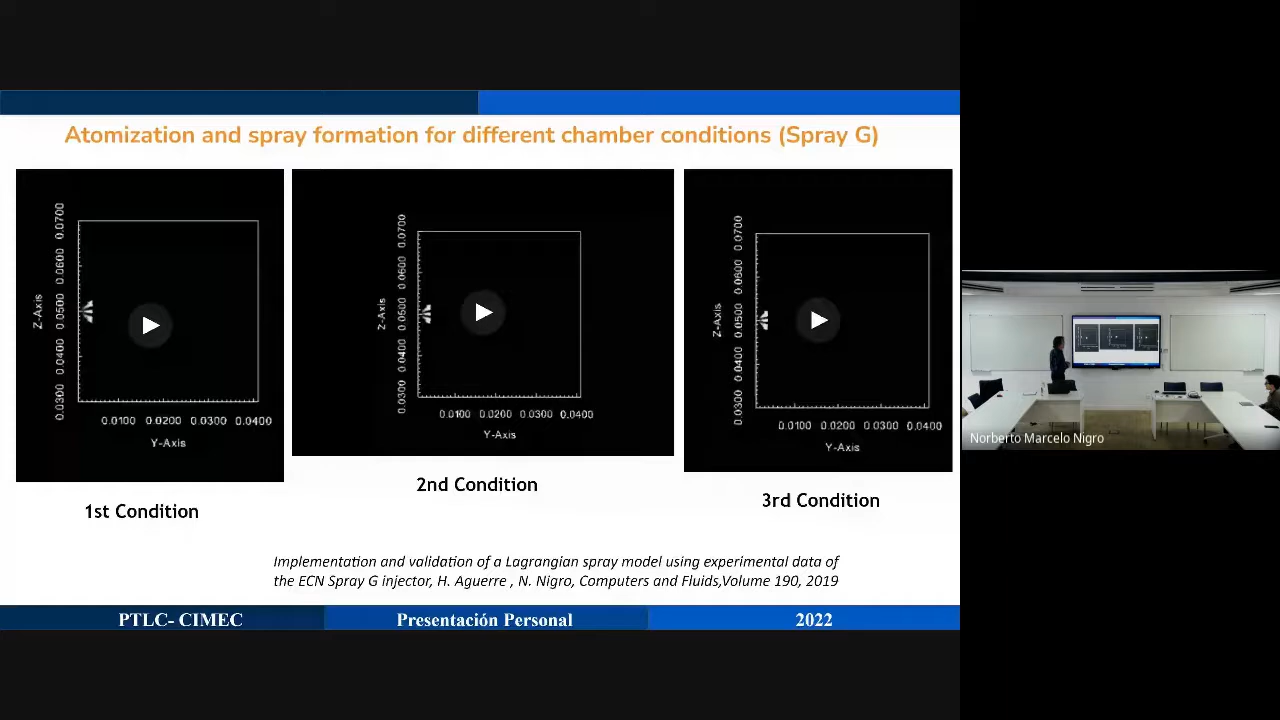 Atomization and spray formation for different chamber conditions (Spray G)
Z-Axis
0.0300 0.0400 0.0500 0.0600 0.0700
0.0100 0.0200 0.0300 0.0400
Y-Axis
1st Condition
Z-Axis
0.0300 0.0400 0.0500 0.0600 0.0700
0.0100 0.0200 0.0300 0.0400
Y-Axis
2nd Condition
Z-Axis
0.0300 0.0400 0.0500 0.0600 0.0700
0.0100 0.0200 0.0300 0.0400
Y-Axis
3rd Condition
Implementation and validation of a Lagrangian spray model using experimental data of
the ECN Spray G injector, H. Aguerre , N. Nigro, Computers and Fluids,Volume 190, 2019
PTLC- CIMEC
Presentación Personal
2022
Norberto Marcelo Nigro